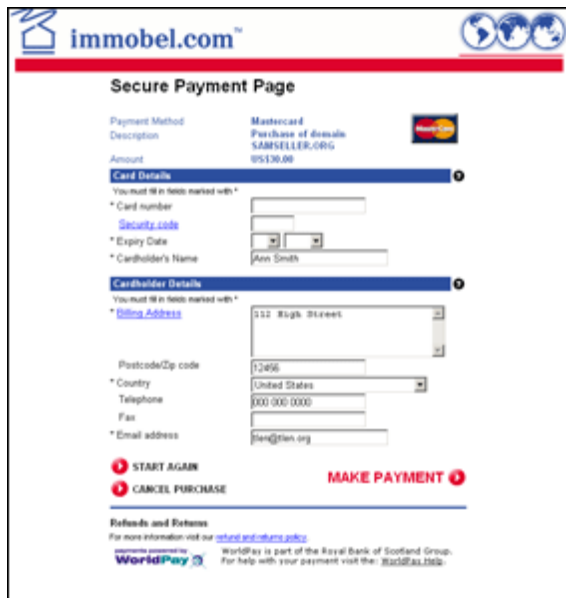 immobel.com™
Secure Payment Page
Payment Method Mastercard
Description Purchase of domain
SAMSELLER.ORG
Amount US$30.00
MasterCard
Card Details ?
You must fill in fields marked with *
* Card number
Security code
* Expiry Date
* Cardholder's Name Ann Smith
Cardholder Details ?
You must fill in fields marked with *
* Billing Address 112 High Street
Postcode/Zip code 12456
* Country United States
Telephone 000 000 0000
Fax
* Email address tlen@tlen.org
START AGAIN
MAKE PAYMENT
CANCEL PURCHASE
Refunds and Returns
For more information visit our refund and returns policy.
payments powered by
WorldPay
WorldPay is part of the Royal Bank of Scotland Group.
For help with your payment visit the: WorldPay Help.